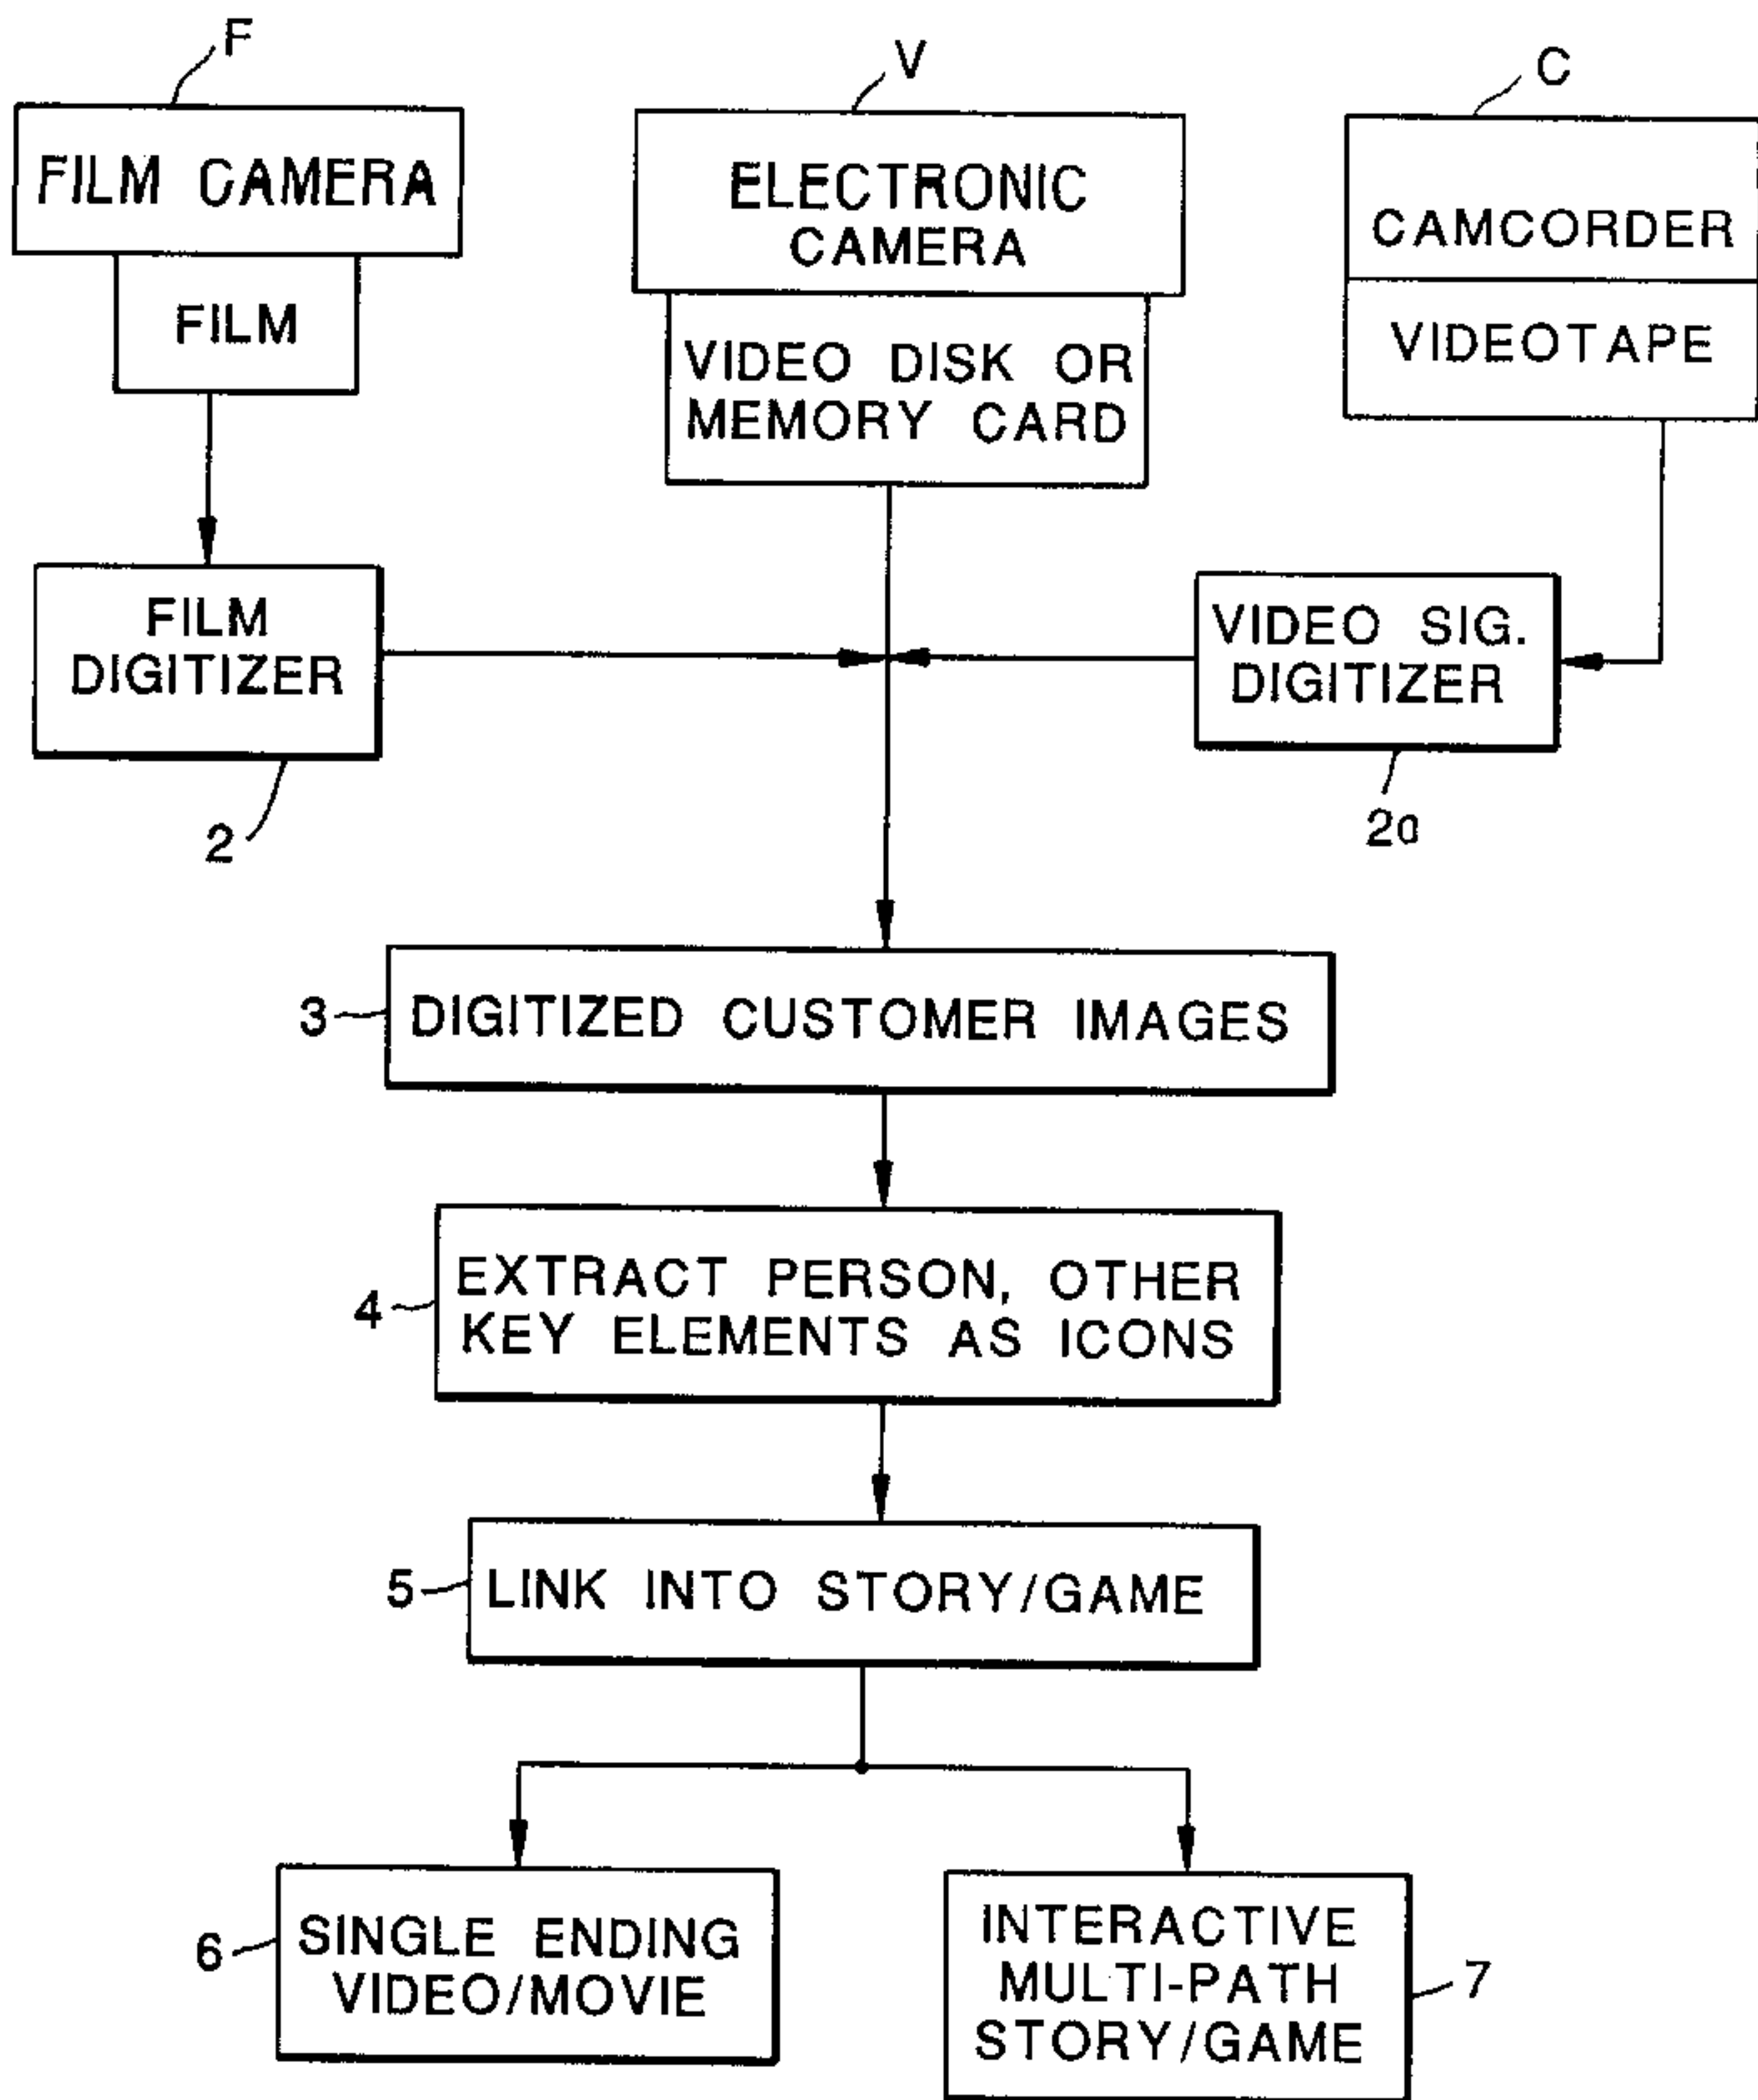 F
V
C
FILM CAMERA
FILM
ELECTRONIC
CAMERA
VIDEO DISK OR
MEMORY CARD
CAMCORDER
VIDEOTAPE
FILM
DIGITIZER
2
VIDEO SIG.
DIGITIZER
2a
3
DIGITIZED CUSTOMER IMAGES
4
EXTRACT PERSON, OTHER
KEY ELEMENTS AS ICONS
5
LINK INTO STORY/GAME
6
SINGLE ENDING
VIDEO/MOVIE
INTERACTIVE
MULTI-PATH
STORY/GAME
7